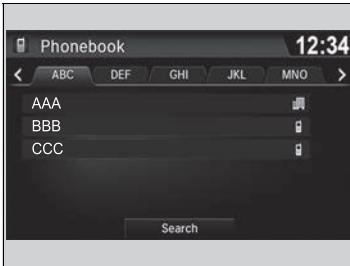 Phonebook 12:34
ABC DEF GHI JKL MNO
AAA
BBB
CCC
Search